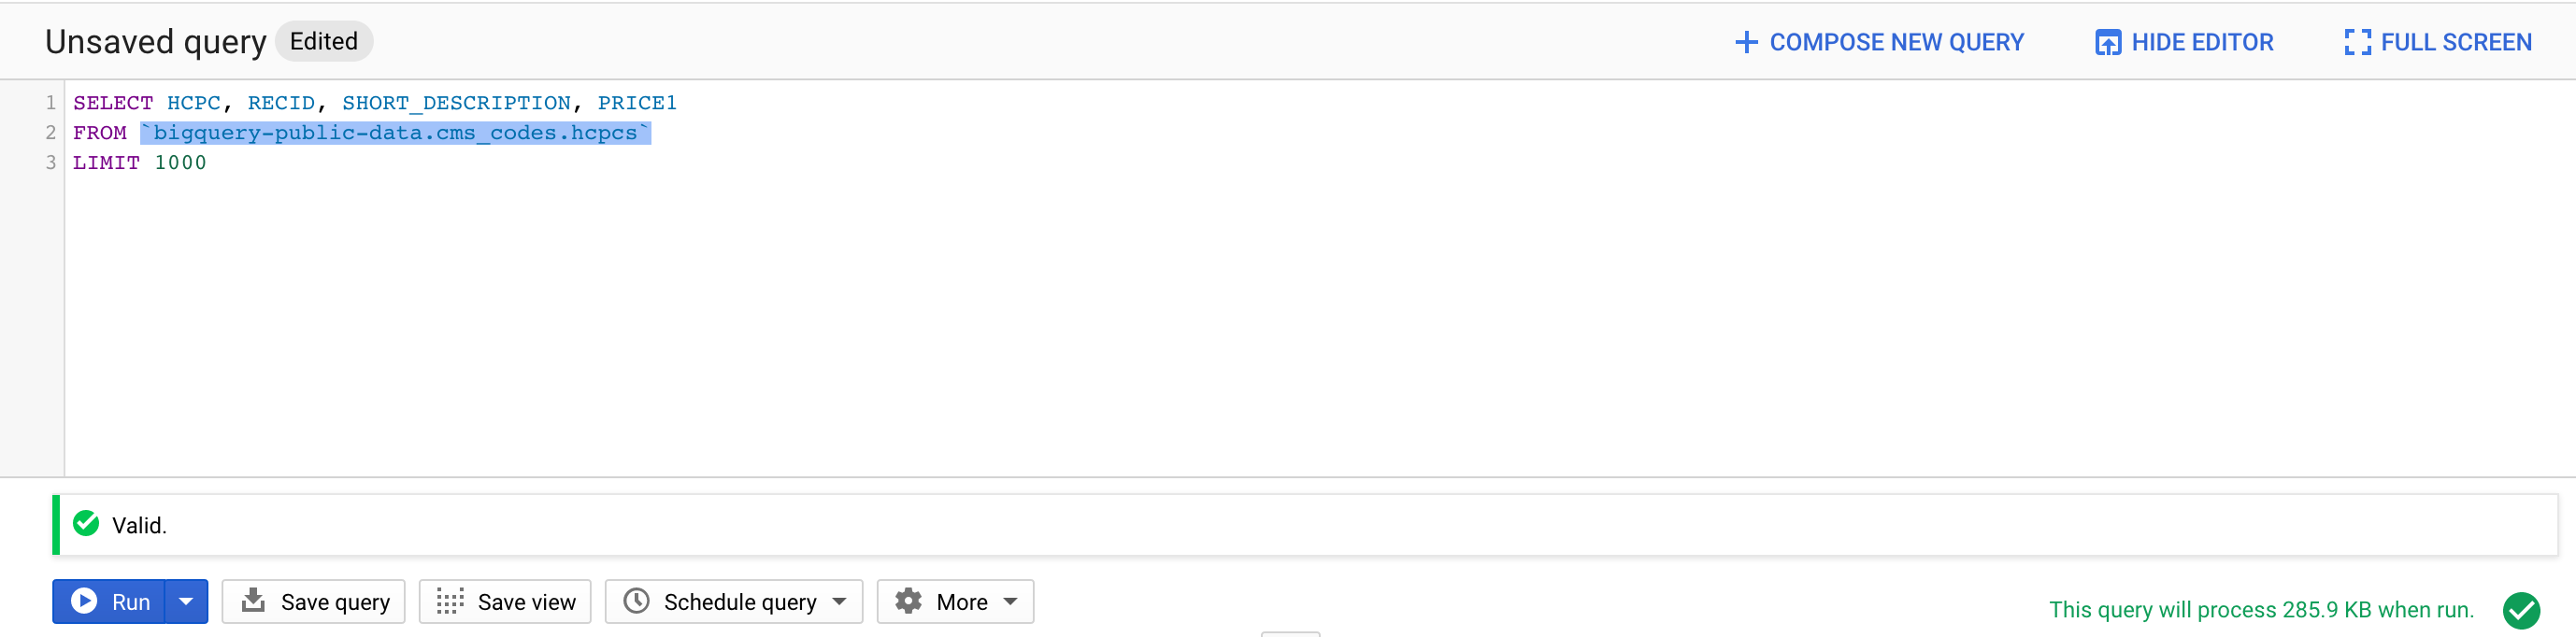 Unsaved query Edited COMPOSE NEW QUERY HIDE EDITOR FULL SCREEN
1 SELECT HCPC, RECID, SHORT_DESCRIPTION, PRICE1
2 FROM `bigquery-public-data.cms_codes.hcpcs`
3 LIMIT 1000
Valid.
Run Save query Save view Schedule query More This query will process 285.9 KB when run.